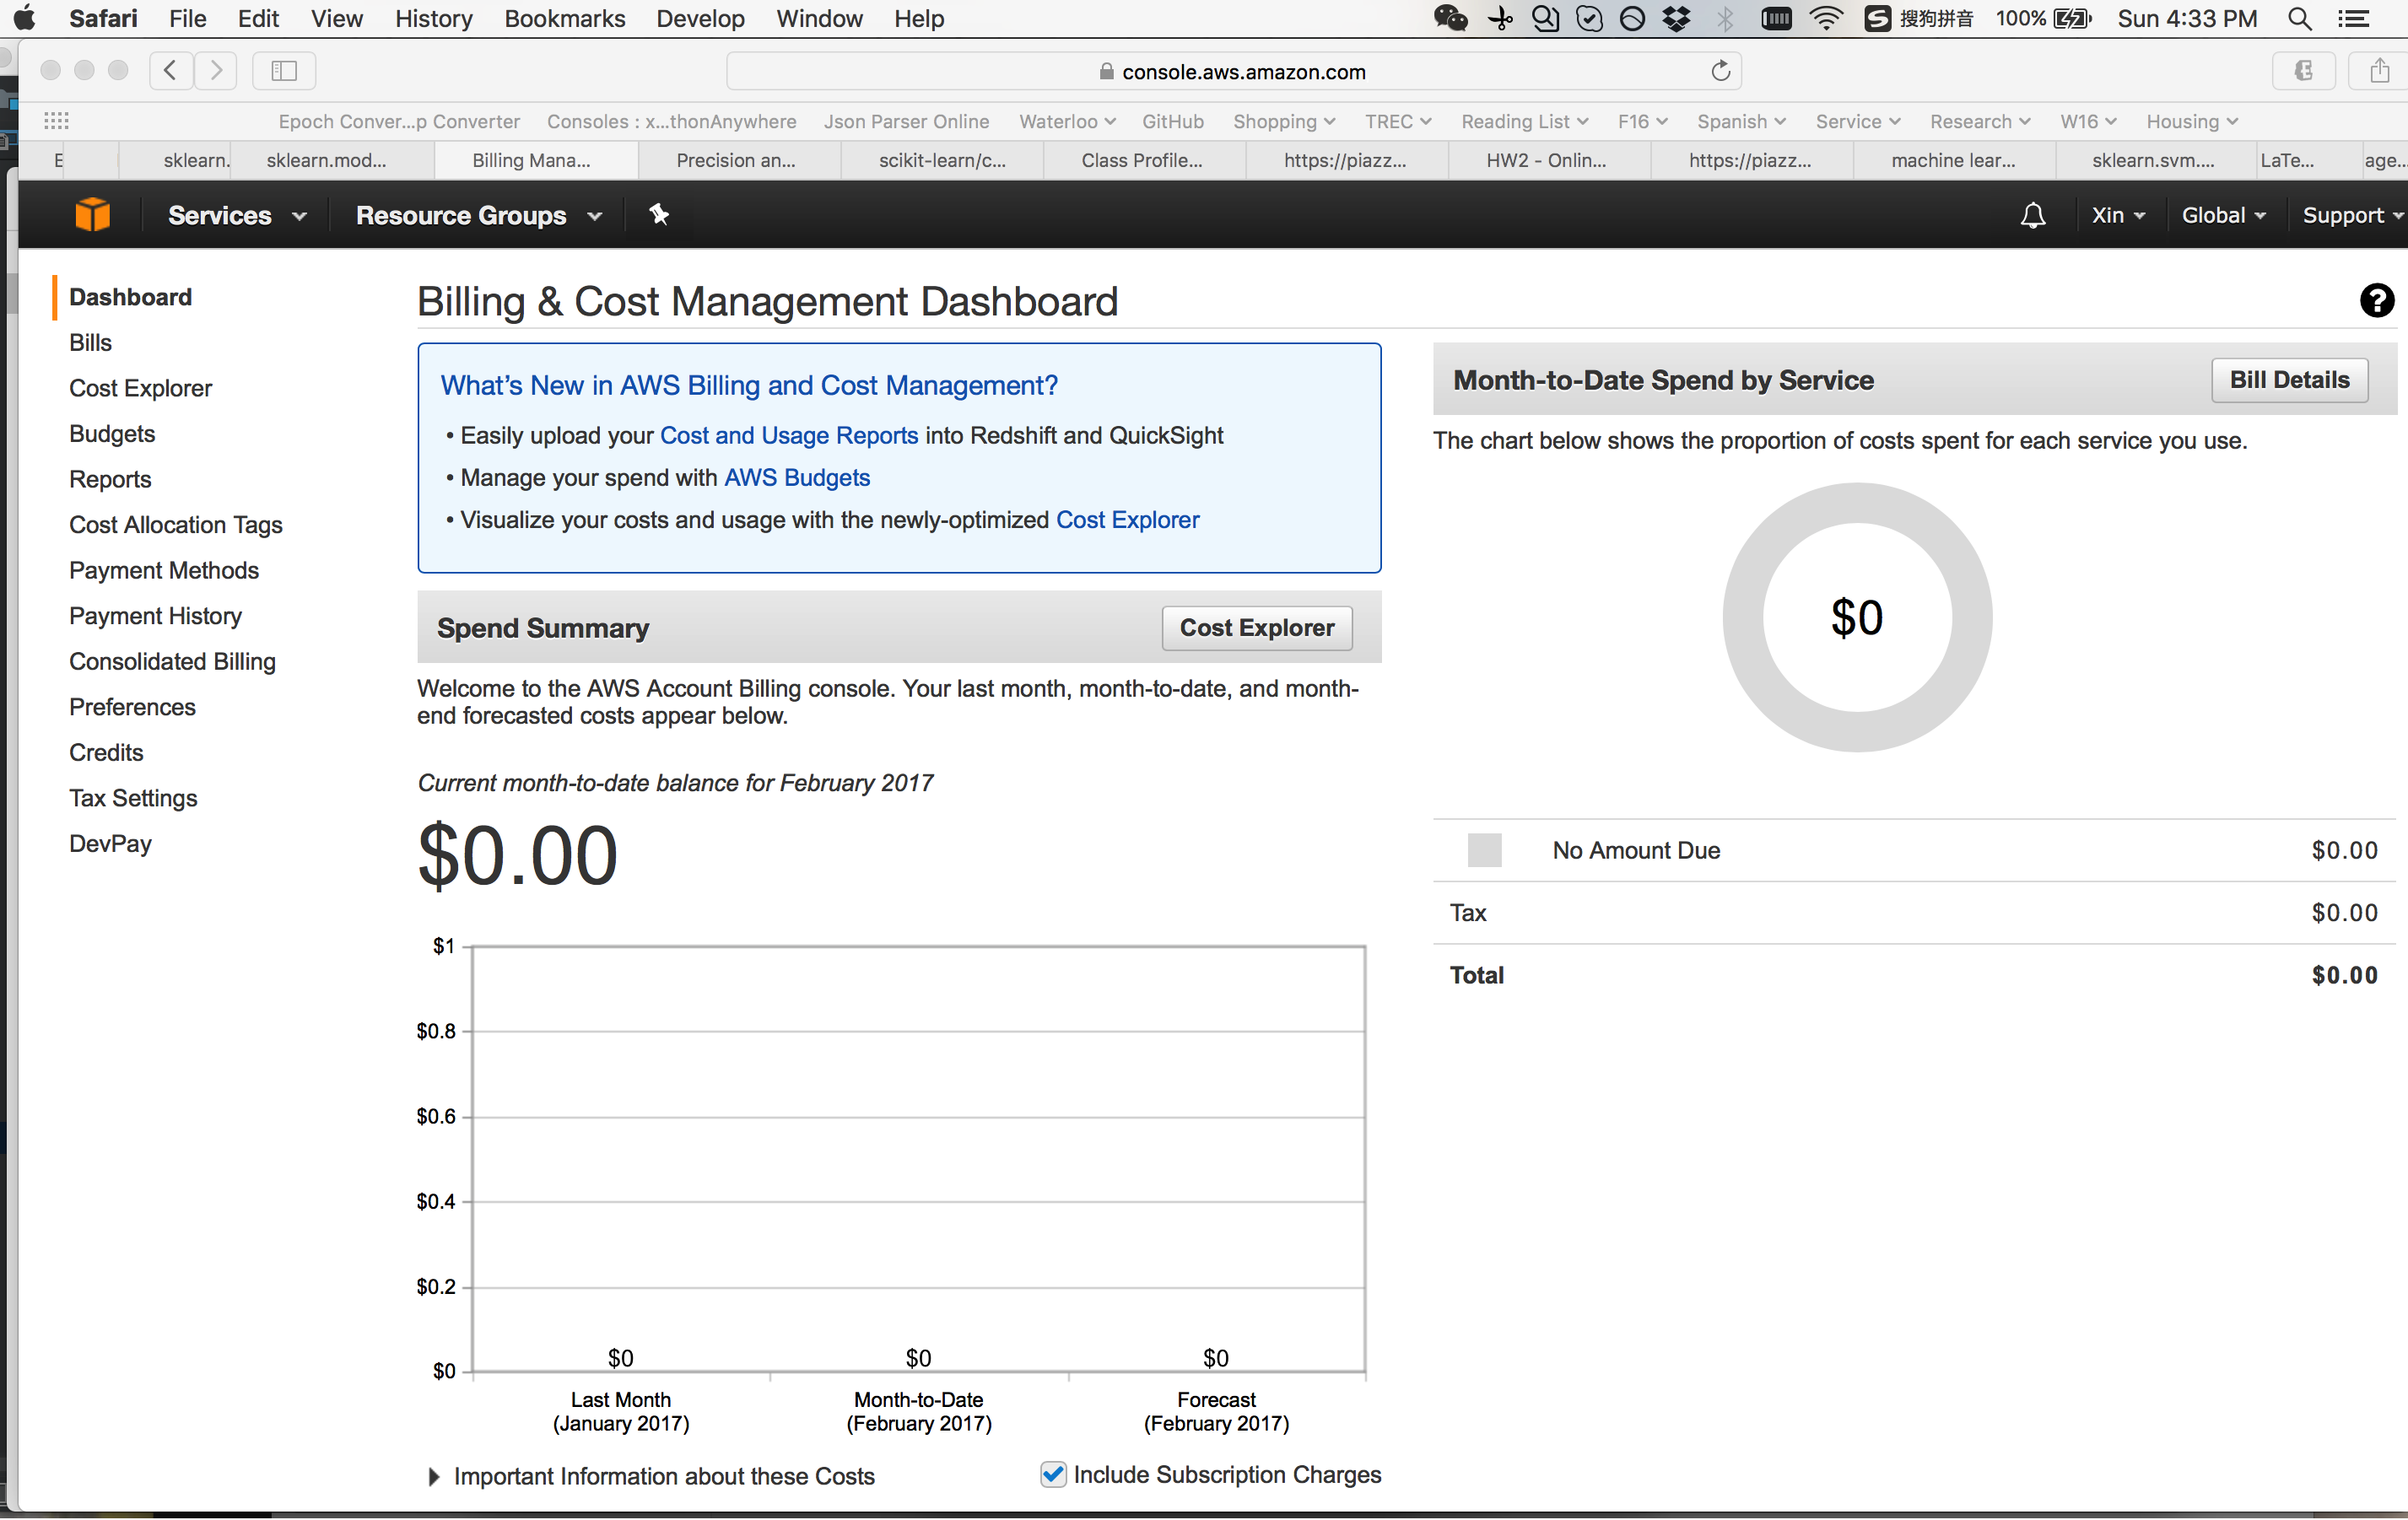 Safari File Edit View History Bookmarks Develop Window Help 搜狗拼音 100% Sun 4:33 PM
console.aws.amazon.com
Epoch Conver...p Converter Consoles : x...thonAnywhere Json Parser Online Waterloo GitHub Shopping TREC Reading List F16 Spanish Service Research W16 Housing
sklearn. sklearn.mod... Billing Mana... Precision an... scikit-learn/c... Class Profile... https://piazz... HW2 - Onlin... https://piazz... machine lear... sklearn.svm.... LaTe... age...
Services Resource Groups Xin Global Support
Dashboard
Bills
Cost Explorer
Budgets
Reports
Cost Allocation Tags
Payment Methods
Payment History
Consolidated Billing
Preferences
Credits
Tax Settings
DevPay
Billing & Cost Management Dashboard
What's New in AWS Billing and Cost Management?
• Easily upload your Cost and Usage Reports into Redshift and QuickSight
• Manage your spend with AWS Budgets
• Visualize your costs and usage with the newly-optimized Cost Explorer
Spend Summary Cost Explorer
Welcome to the AWS Account Billing console. Your last month, month-to-date, and month-
end forecasted costs appear below.
Current month-to-date balance for February 2017
$0.00
$1
$0.8
$0.6
$0.4
$0.2
$0
$0 $0 $0
Last Month Month-to-Date Forecast
(January 2017) (February 2017) (February 2017)
Important Information about these Costs Include Subscription Charges
Month-to-Date Spend by Service Bill Details
The chart below shows the proportion of costs spent for each service you use.
$0
No Amount Due $0.00
Tax $0.00
Total $0.00